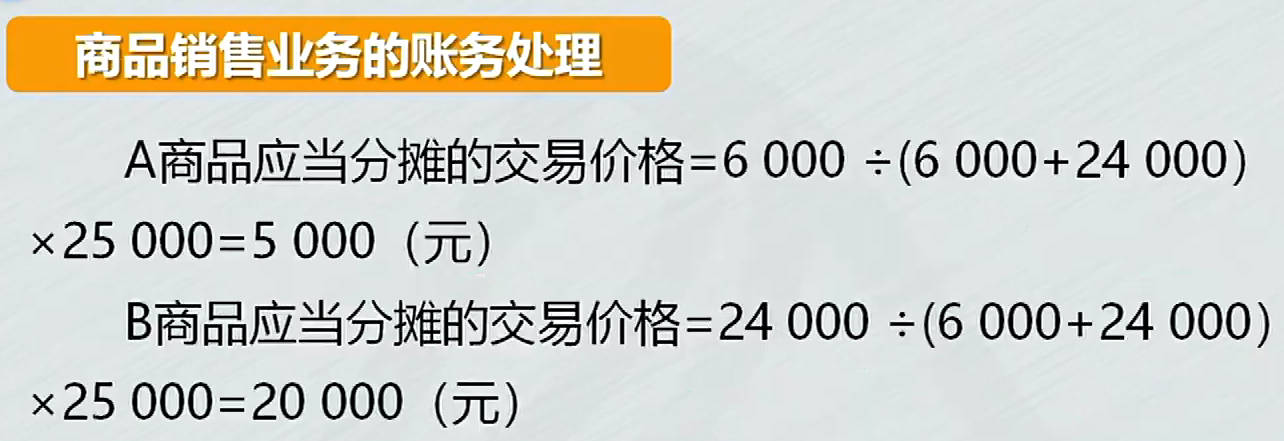 商品销售业务的账务处理
A商品应当分摊的交易价格=6 000 ÷(6 000+24 000)
×25 000=5 000（元）
B商品应当分摊的交易价格=24 000 ÷(6 000+24 000)
×25 000=20 000（元）